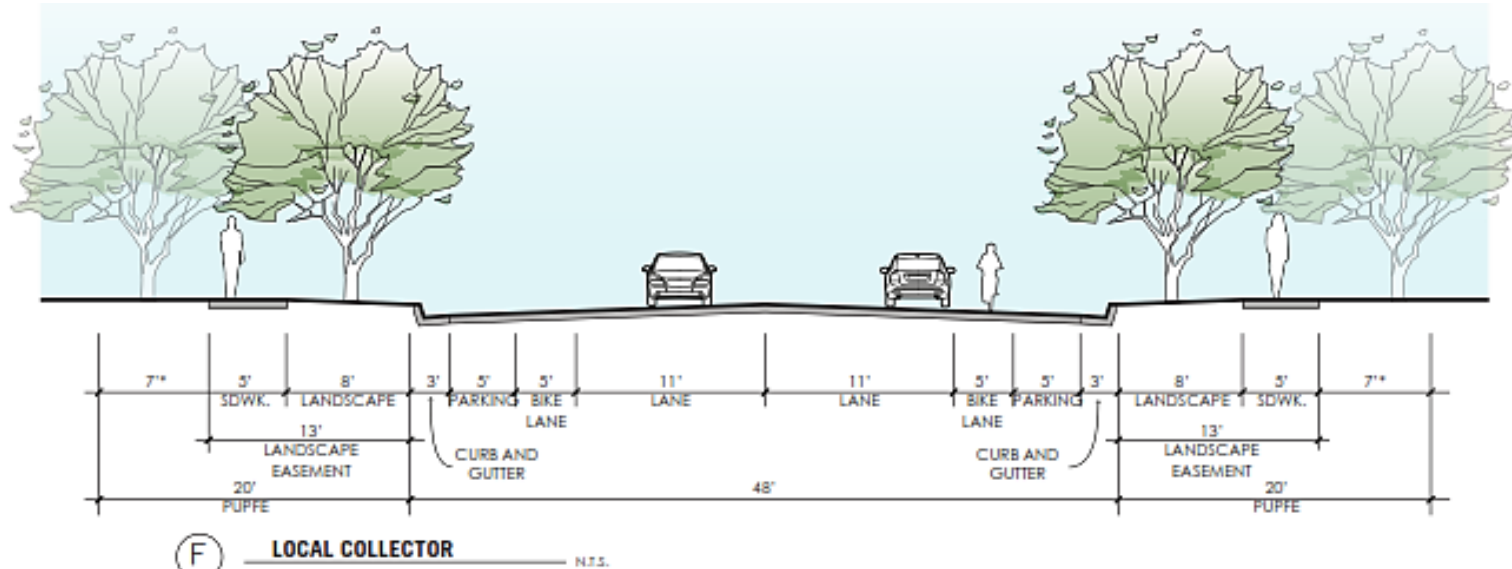 7'* 5' 8' 3' 5' 5' 11' 11' 5' 5' 3' 8' 5' 7'*
SDWK. LANDSCAPE PARKING BIKE LANE LANE BIKE PARKING LANDSCAPE SDWK.
LANE LANE
13' 13'
LANDSCAPE CURB AND CURB AND LANDSCAPE
EASEMENT GUTTER GUTTER EASEMENT
20' 48' 20'
PUPFE PUPFE
F LOCAL COLLECTOR N.T.S.